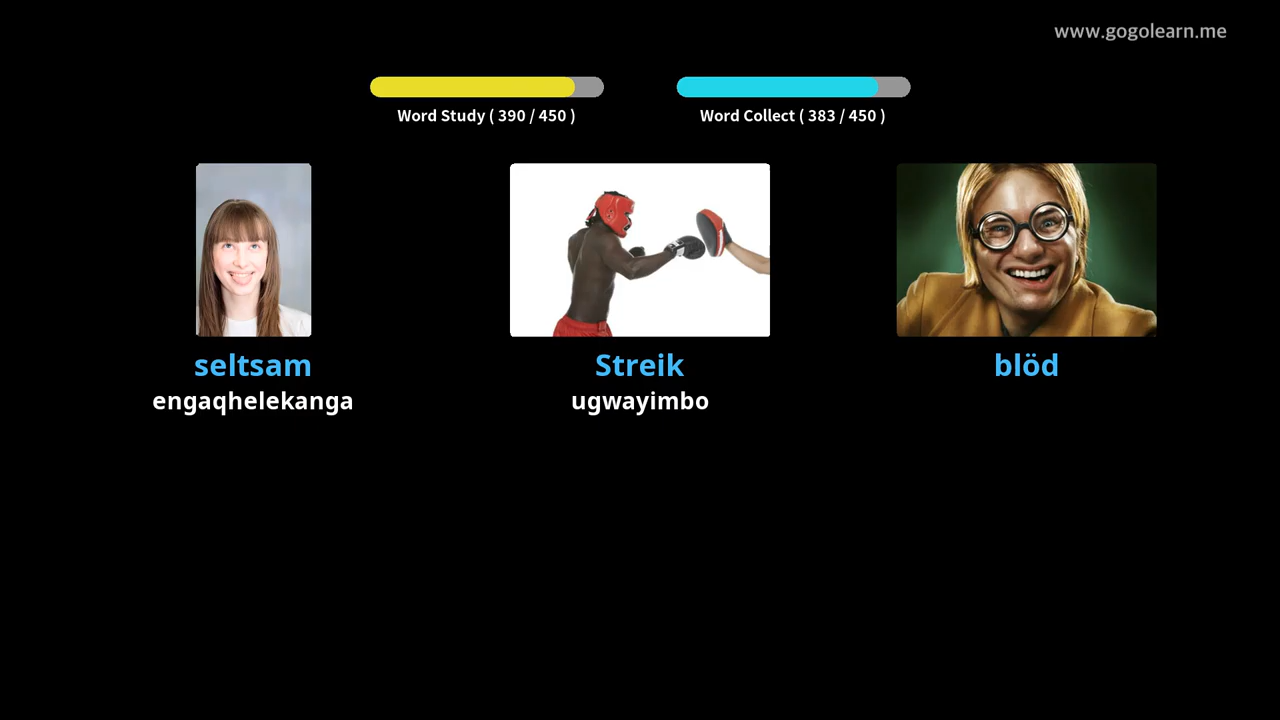 www.gogolearn.me
Word Study ( 390 / 450 )
Word Collect ( 383 / 450 )
seltsam
engaqhelekanga
Streik
ugwayimbo
blöd